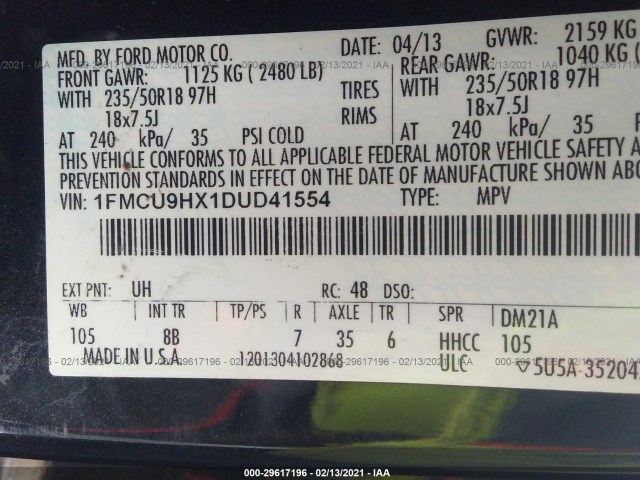 MFD. BY FORD MOTOR CO. DATE: 04/13 GVWR: 2159 KG
FRONT GAWR: 1125 KG ( 2480 LB) REAR GAWR: 1040 KG (
WITH 235/50R18 97H TIRES WITH 235/50R18 97H
18x7.5J RIMS 18x7.5J
AT 240 kPa/ 35 PSI COLD AT 240 kPa/ 35
THIS VEHICLE CONFORMS TO ALL APPLICABLE FEDERAL MOTOR VEHICLE SAFETY A
PREVENTION STANDARDS IN EFFECT ON THE DATE OF MANUFACTURE SHOWN ABO
VIN: 1FMCU9HX1DUD41554 TYPE: MPV
EXT PNT: UH RC: 48 DSO:
WB INT TR TP/PS R AXLE TR SPR DM21A
105 8B 7 35 6 HHCC 105
MADE IN U.S.A. 1201304102868 ULC 5U5A-35204
000-29617196 - 02/13/2021 - IAA